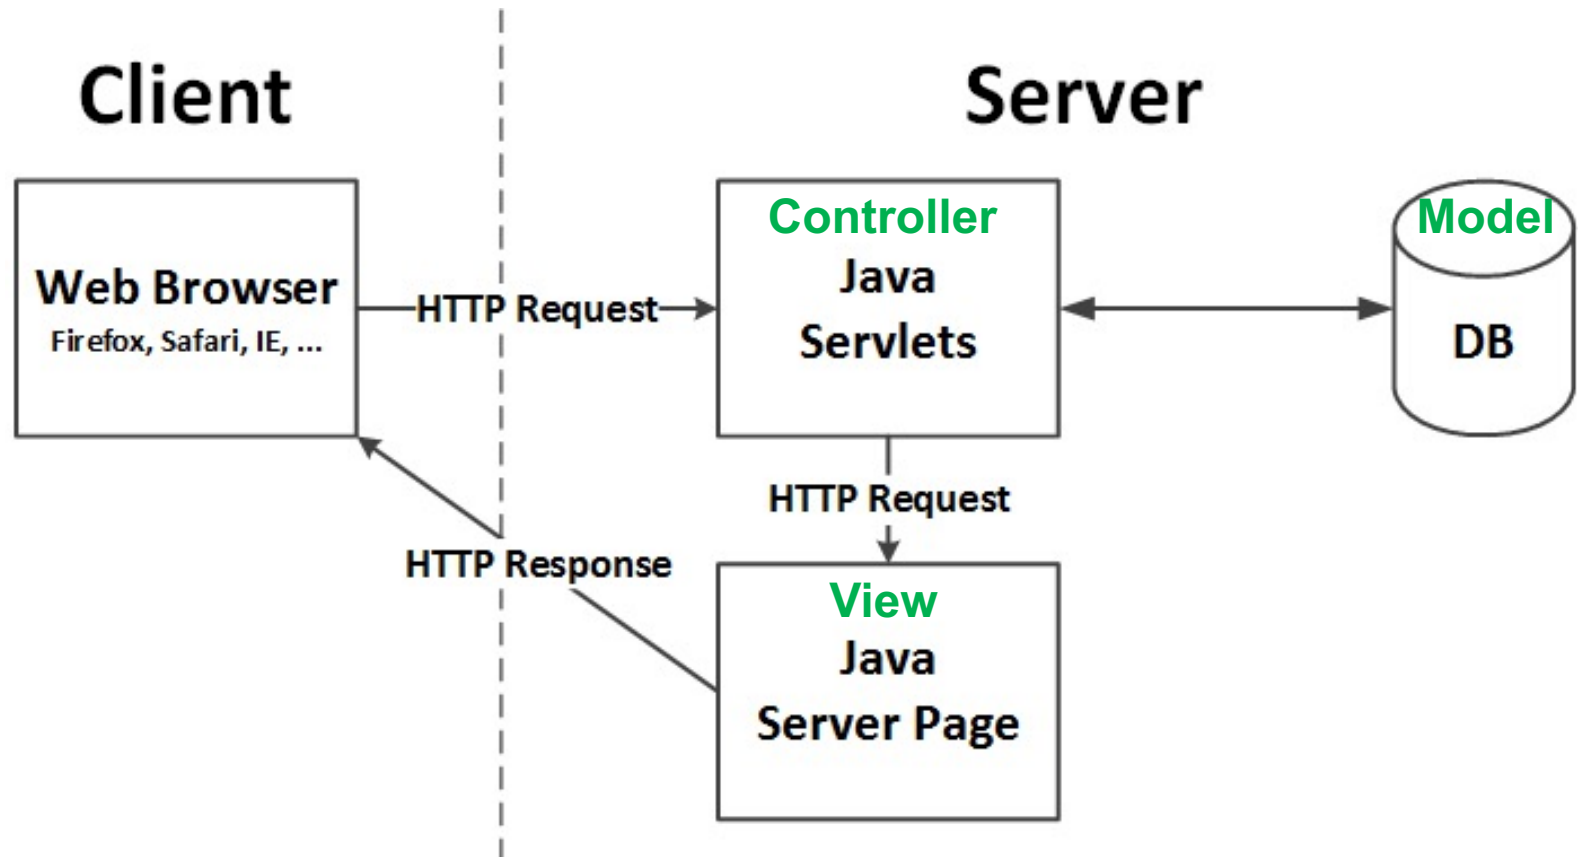 Client
Server
Web Browser
Firefox, Safari, IE, ...
HTTP Request
Controller
Java
Servlets
Model
DB
HTTP Request
HTTP Response
View
Java
Server Page